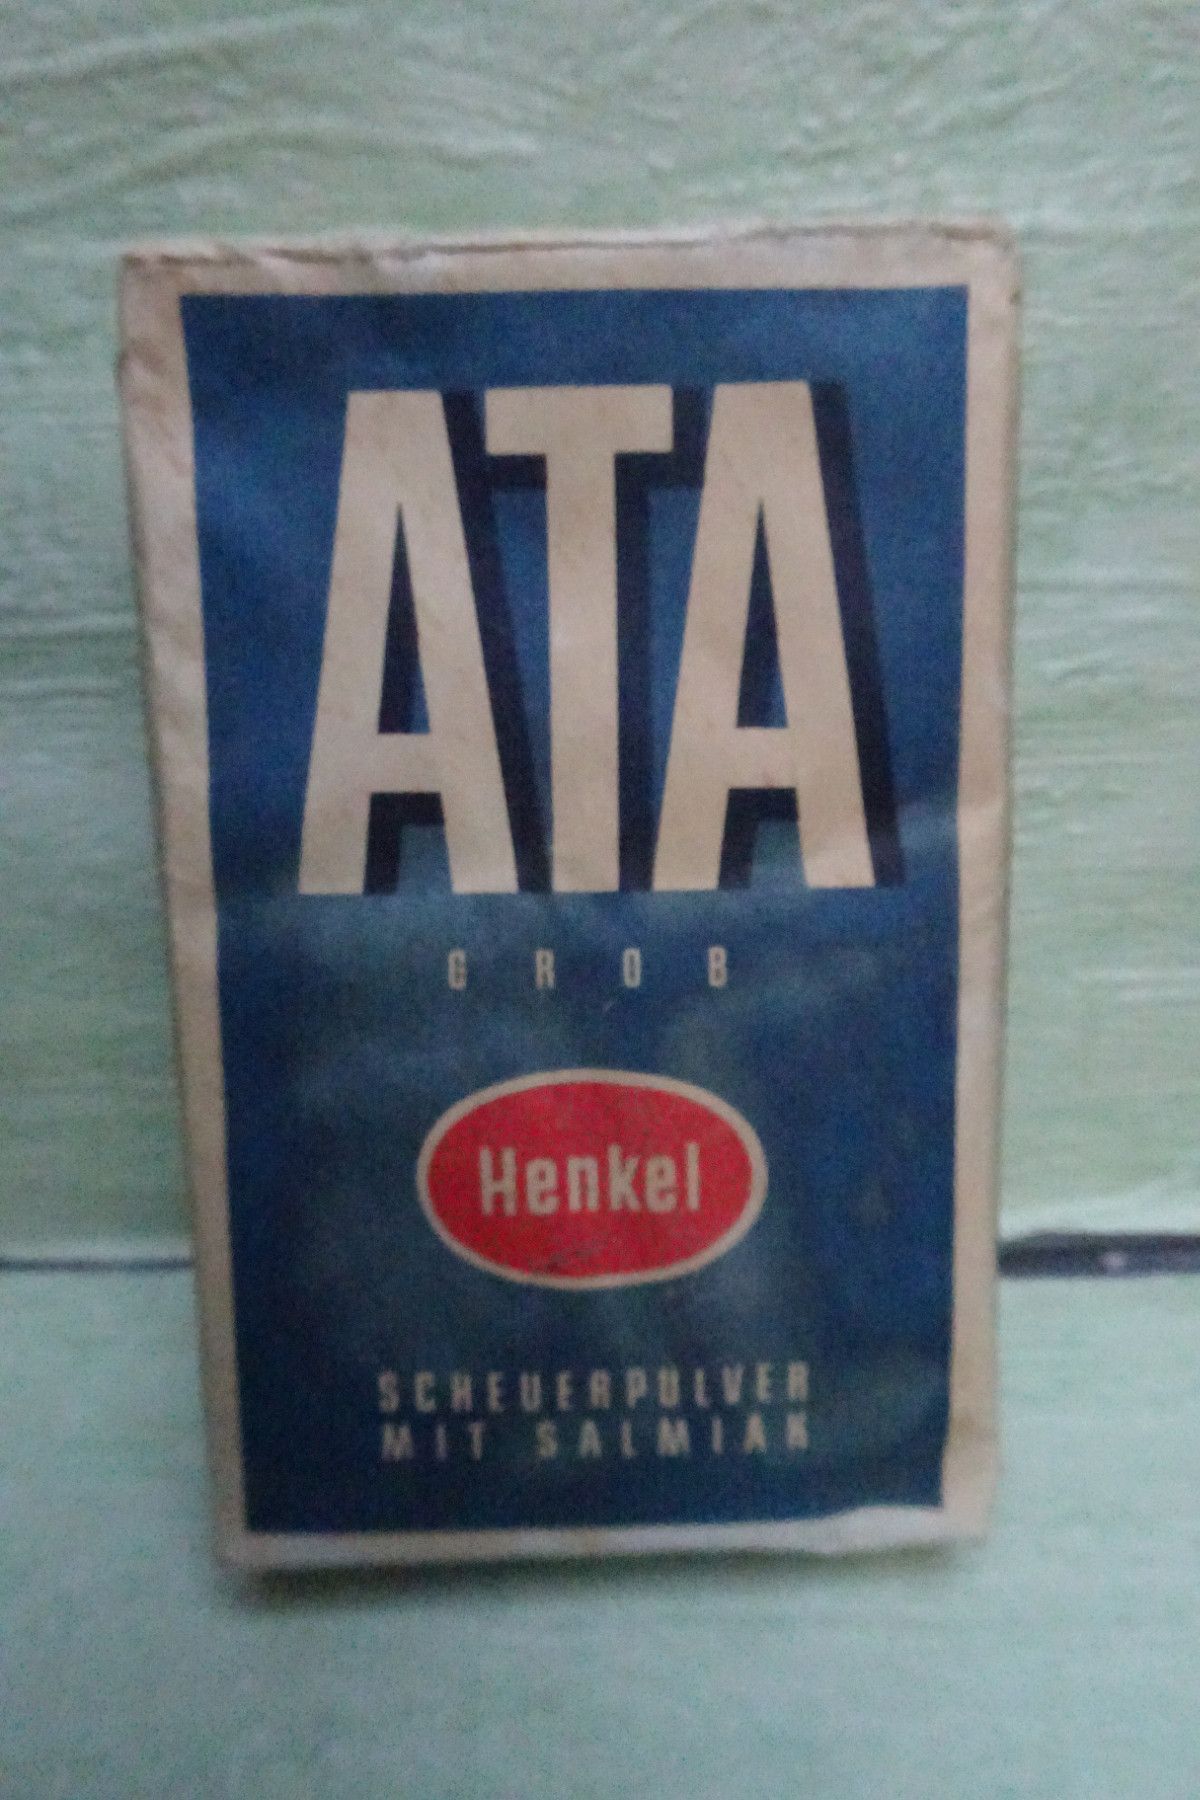 ATA
GROB
Henkel
SCHEUERPULVER
MIT SALMIAK